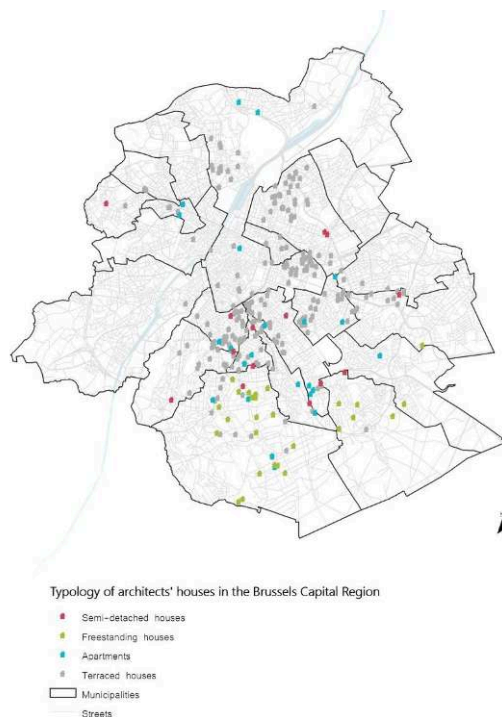 Typology of architects' houses in the Brussels Capital Region
Semi-detached houses
Freestanding houses
Apartments
Terraced houses
Municipalities
Streets